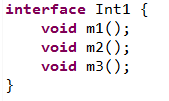 interface Int1 {
    void m1();
    void m2();
    void m3();
}